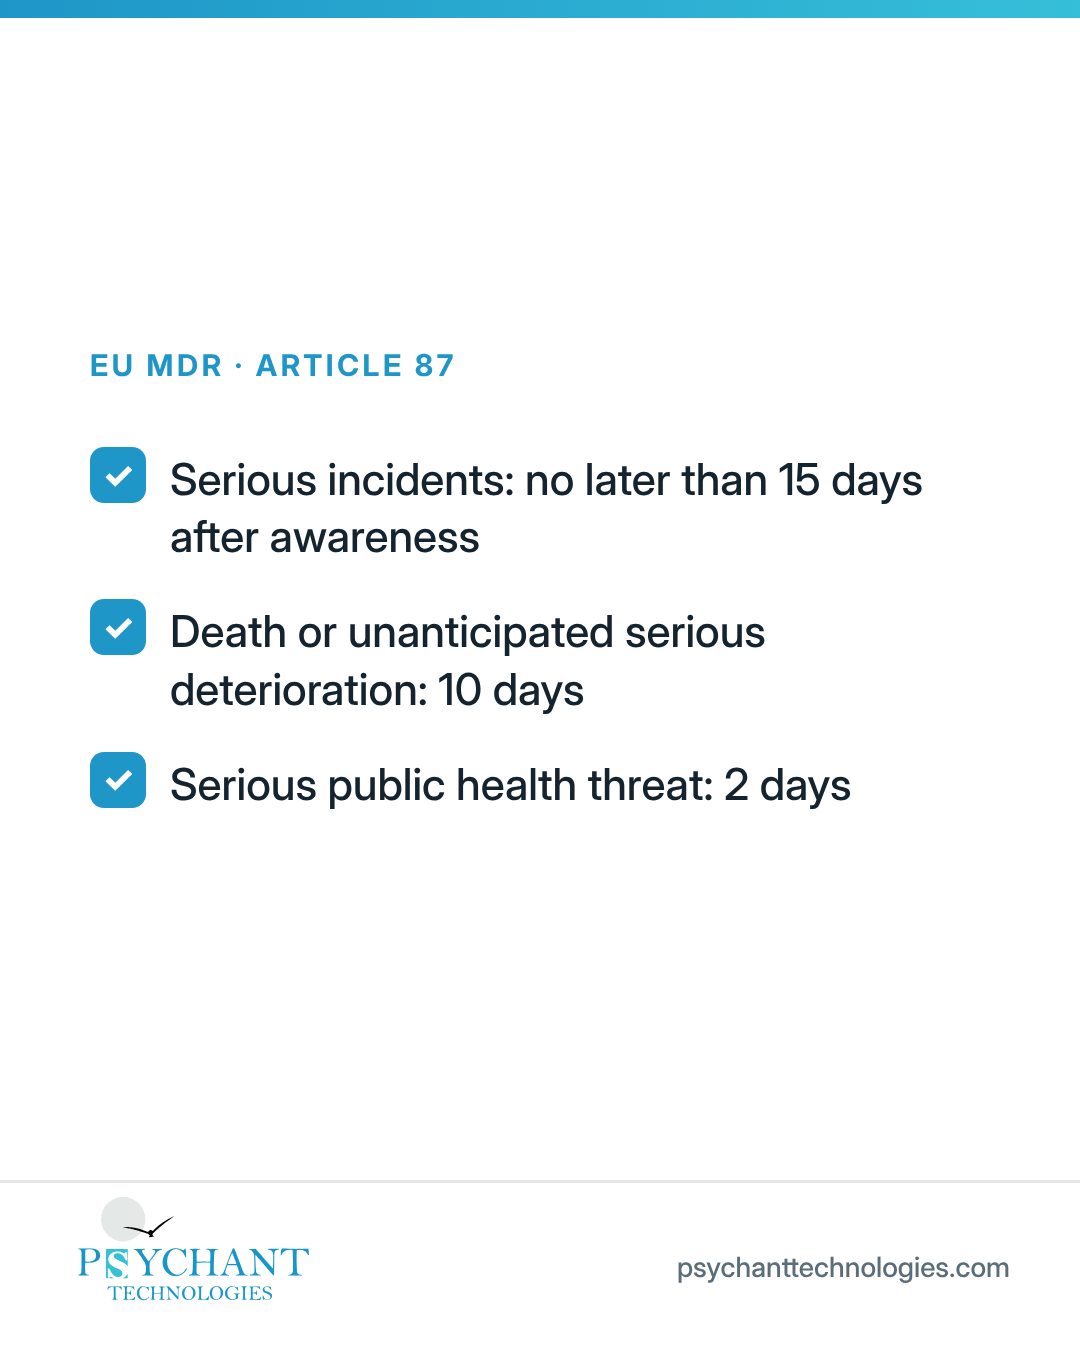 EU MDR · ARTICLE 87
Serious incidents: no later than 15 days
after awareness
Death or unanticipated serious
deterioration: 10 days
Serious public health threat: 2 days
PSYCHANT
TECHNOLOGIES
psychanttechnologies.com